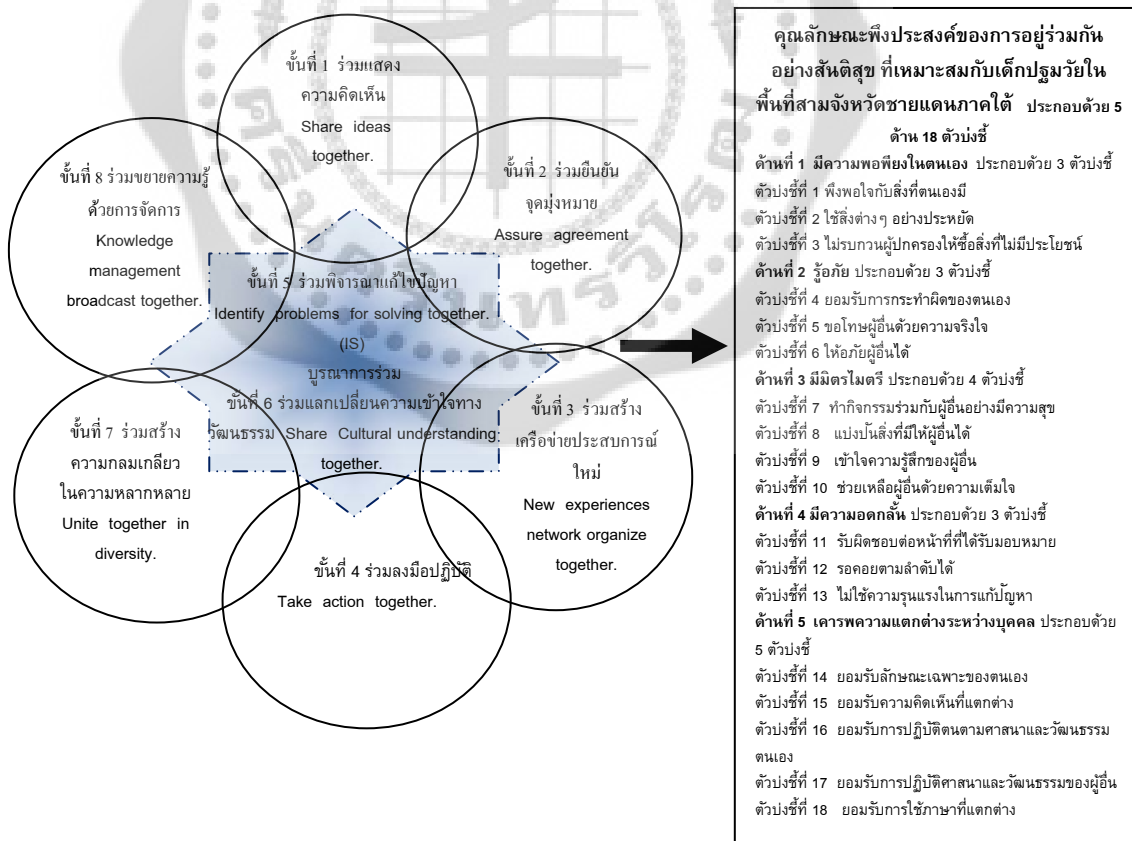 ขั้นที่ 1 ร่วมแสดง
ความคิดเห็น
Share ideas
together.
ขั้นที่ 2 ร่วมยืนยัน
จุดมุ่งหมาย
Assure agreement
together.
ขั้นที่ 8 ร่วมขยายความรู้
ด้วยการจัดการ
Knowledge
management
broadcast together.
ขั้นที่ 5 ร่วมพิจารณาแก้ไขปัญหา
Identify problems for solving together.
(IS)
บูรณาการร่วม
ขั้นที่ 6 ร่วมแลกเปลี่ยนความเข้าใจทาง
วัฒนธรรม Share Cultural understanding
together.
ขั้นที่ 3 ร่วมสร้าง
เครือข่ายประสบการณ์
ใหม่
New experiences
network organize
together.
ขั้นที่ 7 ร่วมสร้าง
ความกลมเกลียว
ในความหลากหลาย
Unite together in
diversity.
ขั้นที่ 4 ร่วมลงมือปฏิบัติ
Take action together.
คุณลักษณะพึงประสงค์ของการอยู่ร่วมกัน
อย่างสันติสุข ที่เหมาะสมกับเด็กปฐมวัยใน
พื้นที่สามจังหวัดชายแดนภาคใต้ ประกอบด้วย 5
ด้าน 18 ตัวบ่งชี้
ด้านที่ 1 มีความพอพียงในตนเอง ประกอบด้วย 3 ตัวบ่งชี้
ตัวบ่งชี้ที่ 1 พึงพอใจกับสิ่งที่ตนเองมี
ตัวบ่งชี้ที่ 2 ใช้สิ่งต่างๆ อย่างประหยัด
ตัวบ่งชี้ที่ 3 ไม่รบกวนผู้ปกครองให้ซื้อสิ่งที่ไม่มีประโยชน์
ด้านที่ 2 รู้อภัย ประกอบด้วย 3 ตัวบ่งชี้
ตัวบ่งชี้ที่ 4 ยอมรับการกระทำผิดของตนเอง
ตัวบ่งชี้ที่ 5 ขอโทษผู้อื่นด้วยความจริงใจ
ตัวบ่งชี้ที่ 6 ให้อภัยผู้อื่นได้
ด้านที่ 3 มีมิตรไมตรี ประกอบด้วย 4 ตัวบ่งชี้
ตัวบ่งชี้ที่ 7 ทำกิจกรรมร่วมกับผู้อื่นอย่างมีความสุข
ตัวบ่งชี้ที่ 8 แบ่งปันสิ่งที่มีให้ผู้อื่นได้
ตัวบ่งชี้ที่ 9 เข้าใจความรู้สึกของผู้อื่น
ตัวบ่งชี้ที่ 10 ช่วยเหลือผู้อื่นด้วยความเต็มใจ
ด้านที่ 4 มีความอดกลั้น ประกอบด้วย 3 ตัวบ่งชี้
ตัวบ่งชี้ที่ 11 รับผิดชอบต่อหน้าที่ที่ได้รับมอบหมาย
ตัวบ่งชี้ที่ 12 รอคอยตามลำดับได้
ตัวบ่งชี้ที่ 13 ไม่ใช้ความรุนแรงในการแก้ปัญหา
ด้านที่ 5 เคารพความแตกต่างระหว่างบุคคล ประกอบด้วย
5 ตัวบ่งชี้
ตัวบ่งชี้ที่ 14 ยอมรับลักษณะเฉพาะของตนเอง
ตัวบ่งชี้ที่ 15 ยอมรับความคิดเห็นที่แตกต่าง
ตัวบ่งชี้ที่ 16 ยอมรับการปฏิบัติตนตามศาสนาและวัฒนธรรม
ตนเอง
ตัวบ่งชี้ที่ 17 ยอมรับการปฏิบัติศาสนาและวัฒนธรรมของผู้อื่น
ตัวบ่งชี้ที่ 18 ยอมรับการใช้ภาษาที่แตกต่าง